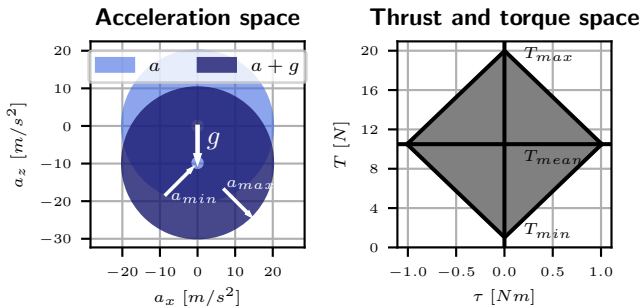 Acceleration space
a
a + g
20
10
0
−10
−20
−30
a_z [m/s²]
g
a_min
a_max
−20
−10
0
10
20
a_x [m/s²]
Thrust and torque space
20
16
12
8
4
0
T [N]
T_max
T_mean
T_min
−1.0
−0.5
0.0
0.5
1.0
τ [Nm]